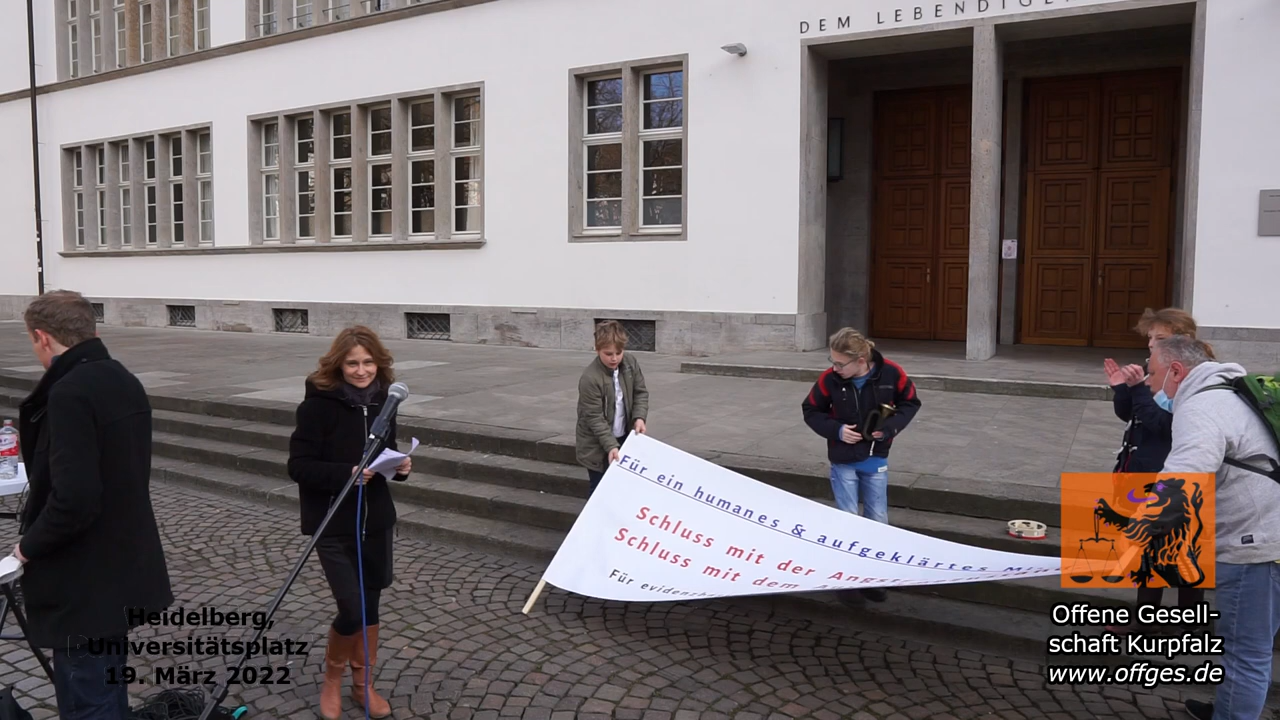 DEM LEBENDIGEN
Für ein humanes & aufgeklärtes
Schluss mit der
Schluss mit dem
Für
Heidelberg,
Universitätsplatz
19. März 2022
Offene Gesell-
schaft Kurpfalz
www.offges.de